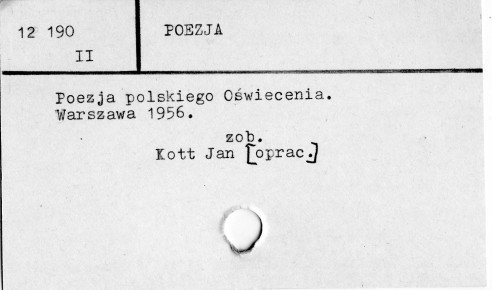 12 190
II
POEZJA
Poezja polskiego Oświecenia.
Warszawa 1956.
zob.
Kott Jan [oprac.]